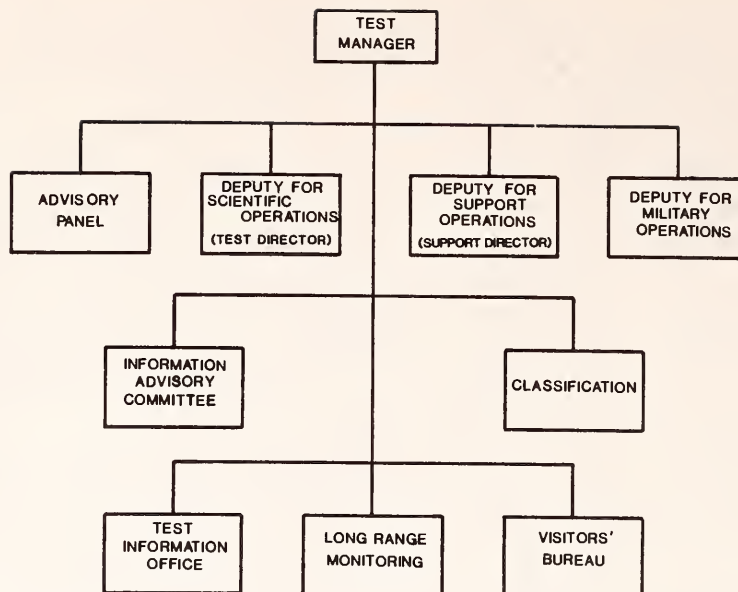 TEST
MANAGER
ADVISORY
PANEL
DEPUTY FOR
SCIENTIFIC
OPERATIONS
(TEST DIRECTOR)
DEPUTY FOR
SUPPORT
OPERATIONS
(SUPPORT DIRECTOR)
DEPUTY FOR
MILITARY
OPERATIONS
INFORMATION
ADVISORY
COMMITTEE
CLASSIFICATION
TEST
INFORMATION
OFFICE
LONG RANGE
MONITORING
VISITORS'
BUREAU